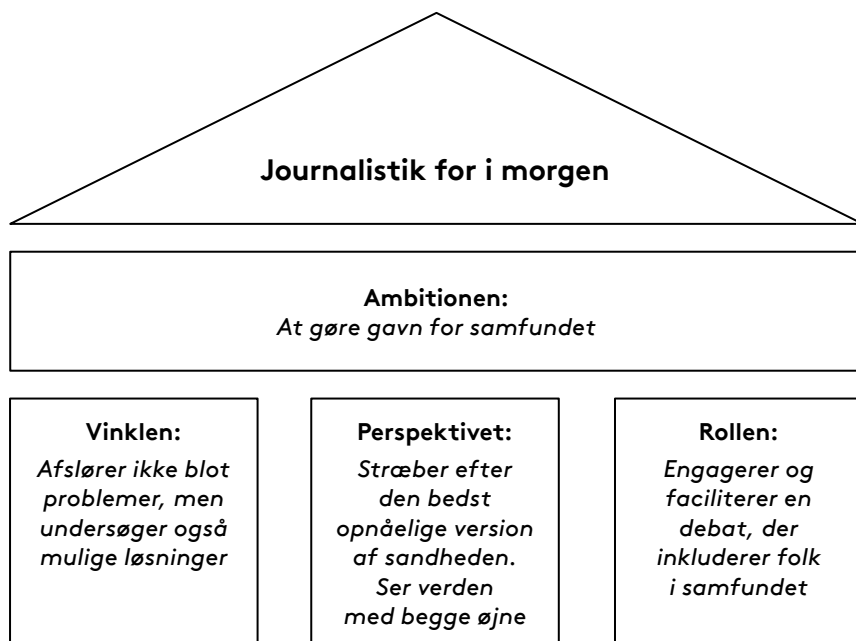 Journalistik for i morgen
Ambitionen:
At gøre gavn for samfundet
Vinklen:
Afslører ikke blot
problemer, men
undersøger også
mulige løsninger
Perspektivet:
Stræber efter
den bedst
opnåelige version
af sandheden.
Ser verden
med begge øjne
Rollen:
Engagerer og
faciliterer en
debat, der
inkluderer folk
i samfundet